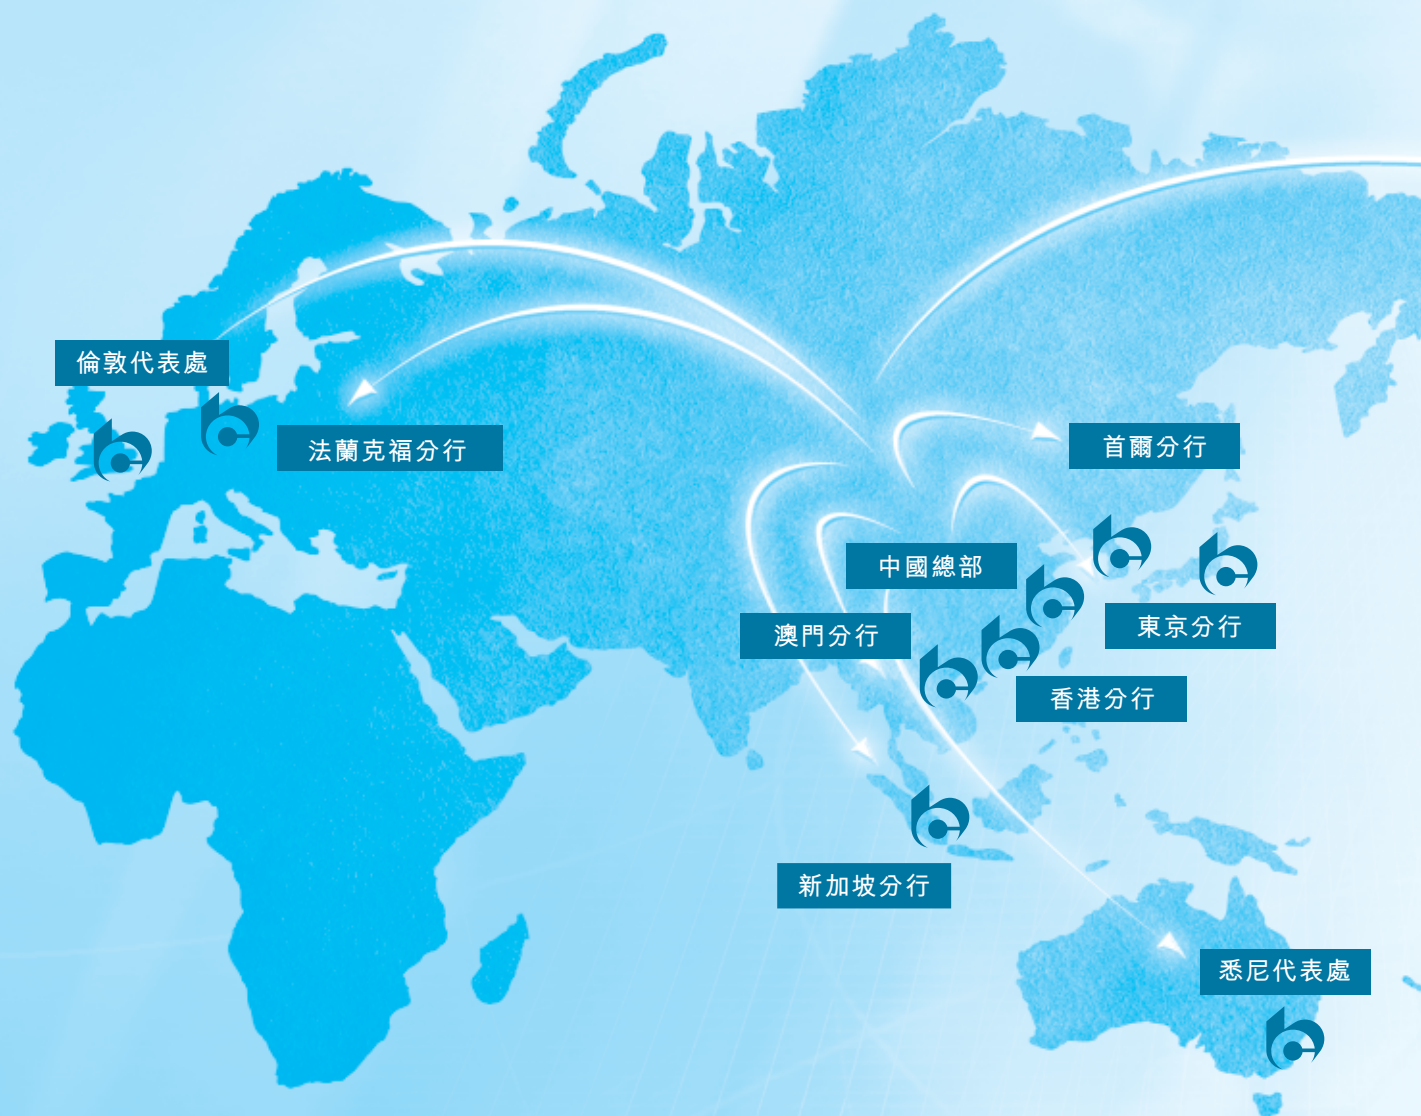 倫敦代表處
法蘭克福分行
首爾分行
中國總部
澳門分行
東京分行
香港分行
新加坡分行
悉尼代表處